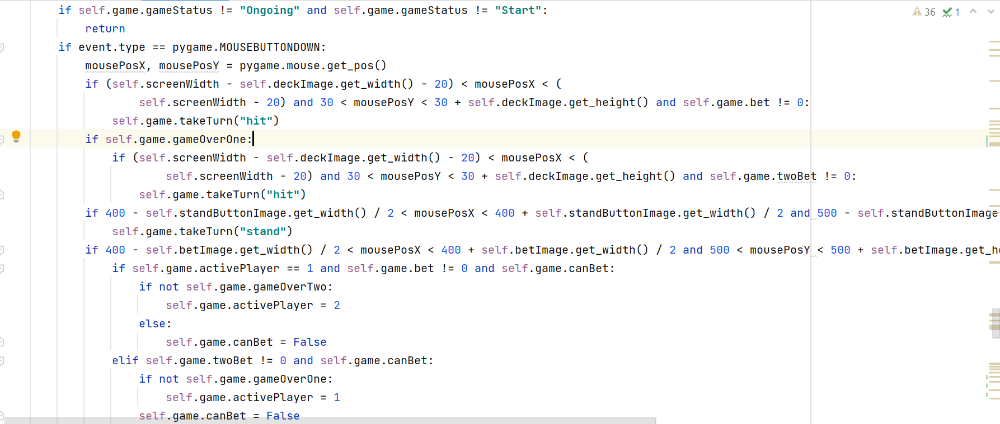 if self.game.gameStatus != "Ongoing" and self.game.gameStatus != "Start":
36 1
return
if event.type == pygame.MOUSEBUTTONDOWN:
mousePosX, mousePosY = pygame.mouse.get_pos()
if (self.screenWidth - self.deckImage.get_width() - 20) < mousePosX < (
self.screenWidth - 20) and 30 < mousePosY < 30 + self.deckImage.get_height() and self.game.bet != 0:
self.game.takeTurn("hit")
if self.game.gameOverOne:
if (self.screenWidth - self.deckImage.get_width() - 20) < mousePosX < (
self.screenWidth - 20) and 30 < mousePosY < 30 + self.deckImage.get_height() and self.game.twoBet != 0:
self.game.takeTurn("hit")
if 400 - self.standButtonImage.get_width() / 2 < mousePosX < 400 + self.standButtonImage.get_width() / 2 and 500 - self.standButtonImage
self.game.takeTurn("stand")
if 400 - self.betImage.get_width() / 2 < mousePosX < 400 + self.betImage.get_width() / 2 and 500 < mousePosY < 500 + self.betImage.get_he
if self.game.activePlayer == 1 and self.game.bet != 0 and self.game.canBet:
if not self.game.gameOverTwo:
self.game.activePlayer = 2
else:
self.game.canBet = False
elif self.game.twoBet != 0 and self.game.canBet:
if not self.game.gameOverOne:
self.game.activePlayer = 1
self.game.canBet = False